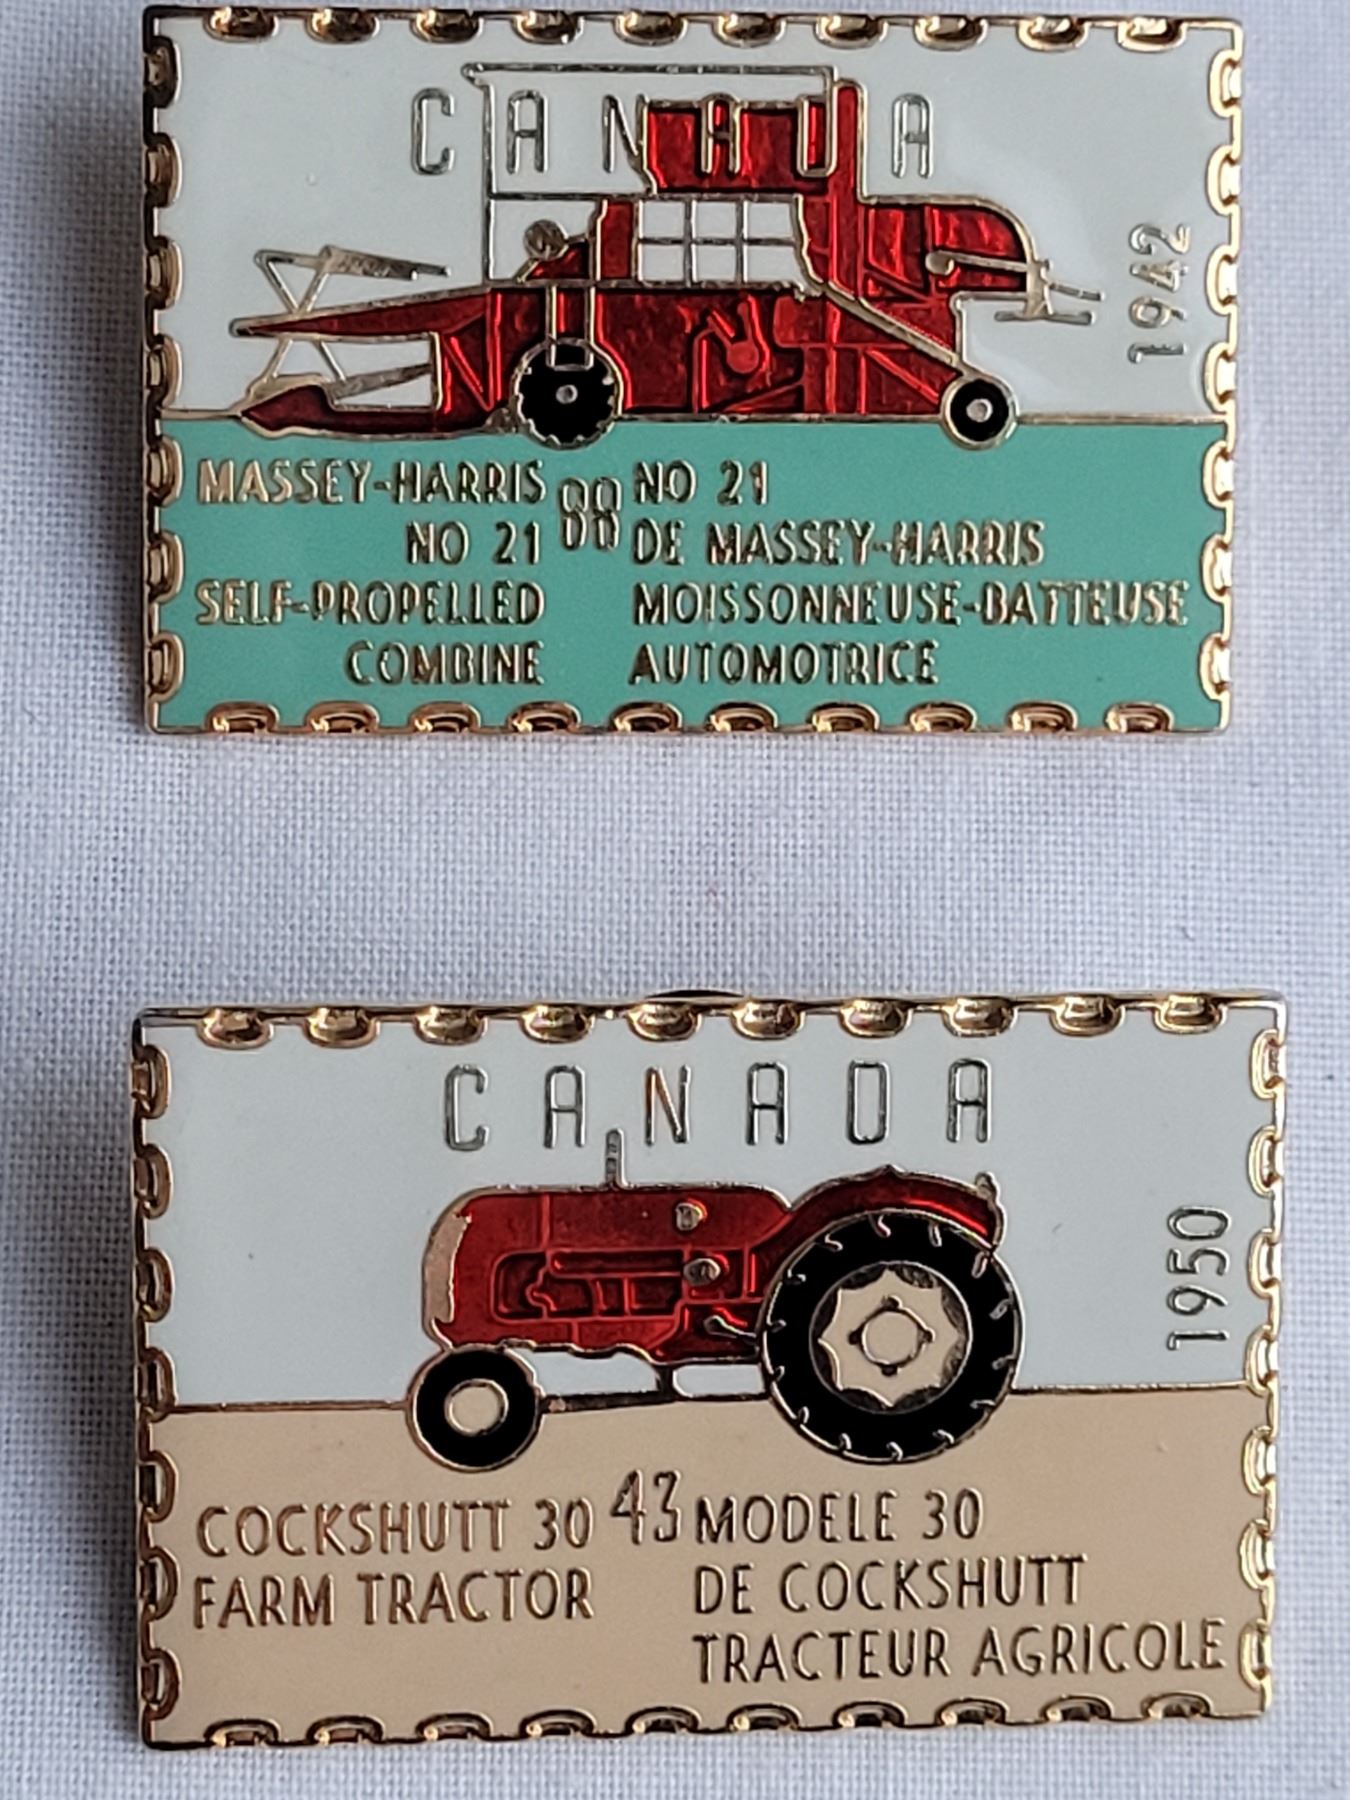 CANADA
1942
MASSEY-HARRIS
NO 21
SELF-PROPELLED
COMBINE
88
NO 21
DE MASSEY-HARRIS
MOISSONNEUSE-BATTEUSE
AUTOMOTRICE
CANADA
1950
COCKSHUTT 30
FARM TRACTOR
43
MODELE 30
DE COCKSHUTT
TRACTEUR AGRICOLE